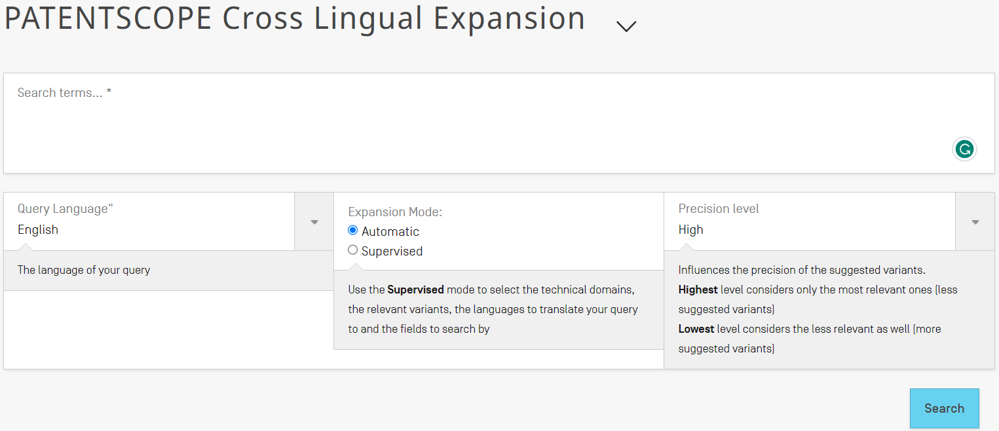 PATENTSCOPE Cross Lingual Expansion
Search terms... *
G
Query Language"
English
The language of your query
Expansion Mode:
Automatic
Supervised
Use the Supervised mode to select the technical domains,
the relevant variants, the languages to translate your query
to and the fields to search by
Precision level
High
Influences the precision of the suggested variants.
Highest level considers only the most relevant ones (less
suggested variants)
Lowest level considers the less relevant as well (more
suggested variants)
Search